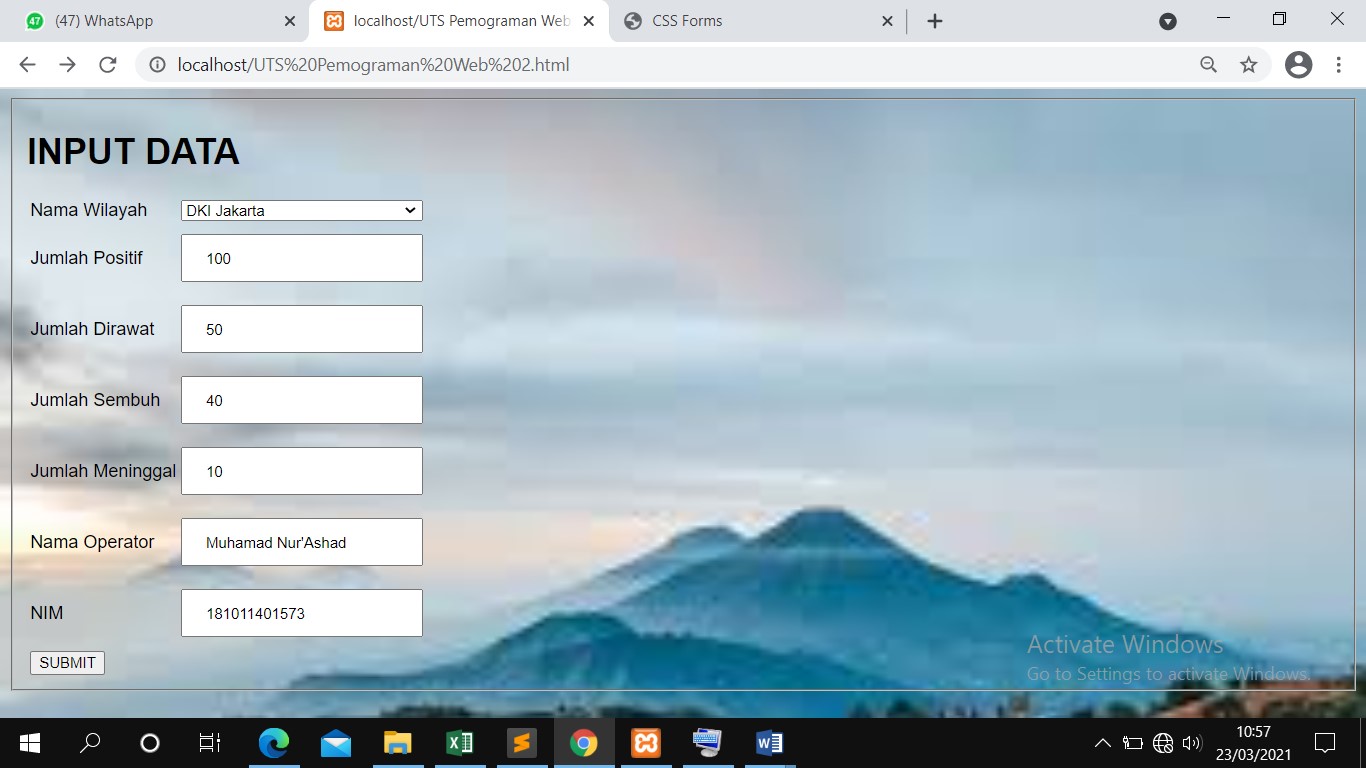 47
(47) WhatsApp
localhost/UTS Pemograman Web
CSS Forms
localhost/UTS%20Pemograman%20Web%202.html
INPUT DATA
Nama Wilayah DKI Jakarta
Jumlah Positif 100
Jumlah Dirawat 50
Jumlah Sembuh 40
Jumlah Meninggal 10
Nama Operator Muhamad Nur'Ashad
NIM 181011401573
SUBMIT
Activate Windows
Go to Settings to activate Windows.
10:57
23/03/2021